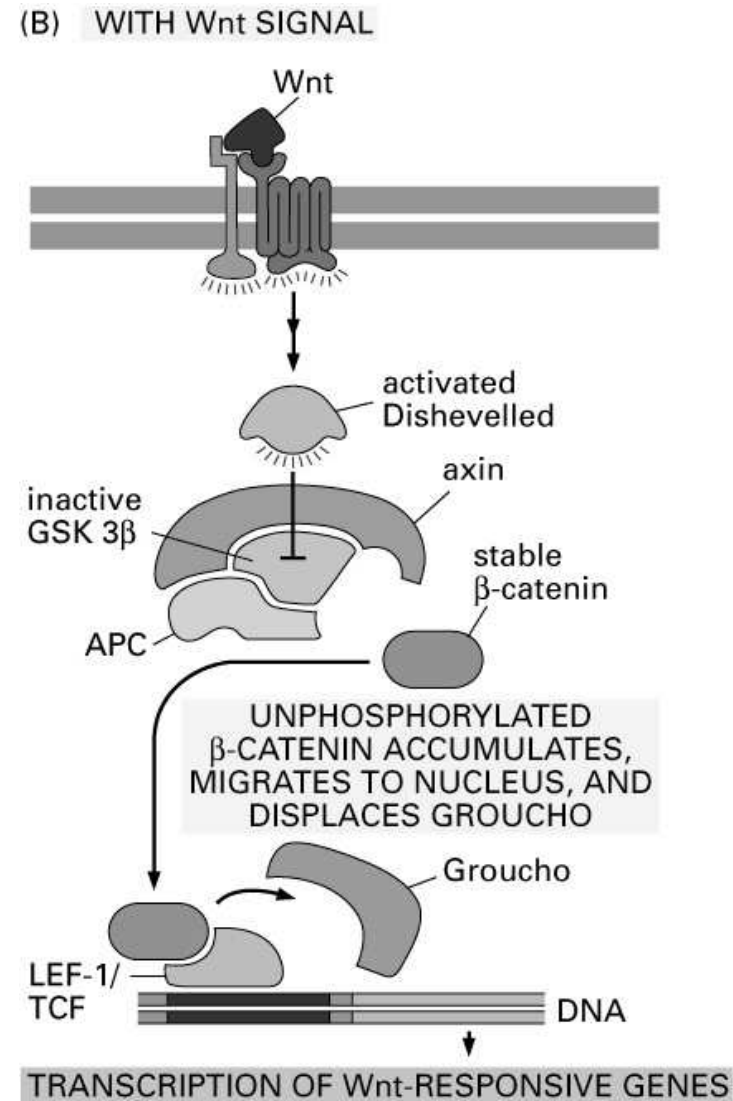 (B) WITH Wnt SIGNAL
Wnt
activated
Dishevelled
axin
inactive
GSK 3β
stable
β-catenin
APC
UNPHOSPHORYLATED
β-CATENIN ACCUMULATES,
MIGRATES TO NUCLEUS, AND
DISPLACES GROUCHO
Groucho
LEF-1/
TCF
DNA
TRANSCRIPTION OF Wnt-RESPONSIVE GENES